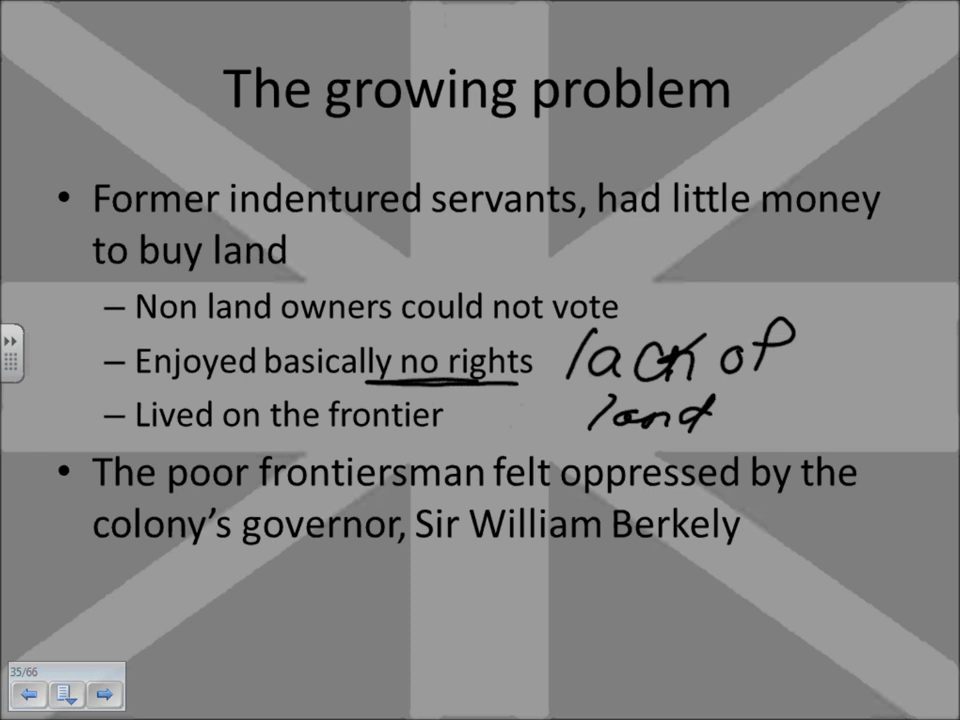 The growing problem
• Former indentured servants, had little money
to buy land
– Non land owners could not vote
– Enjoyed basically no rights
lack of
– Lived on the frontier
land
• The poor frontiersman felt oppressed by the
colony's governor, Sir William Berkely
35/66